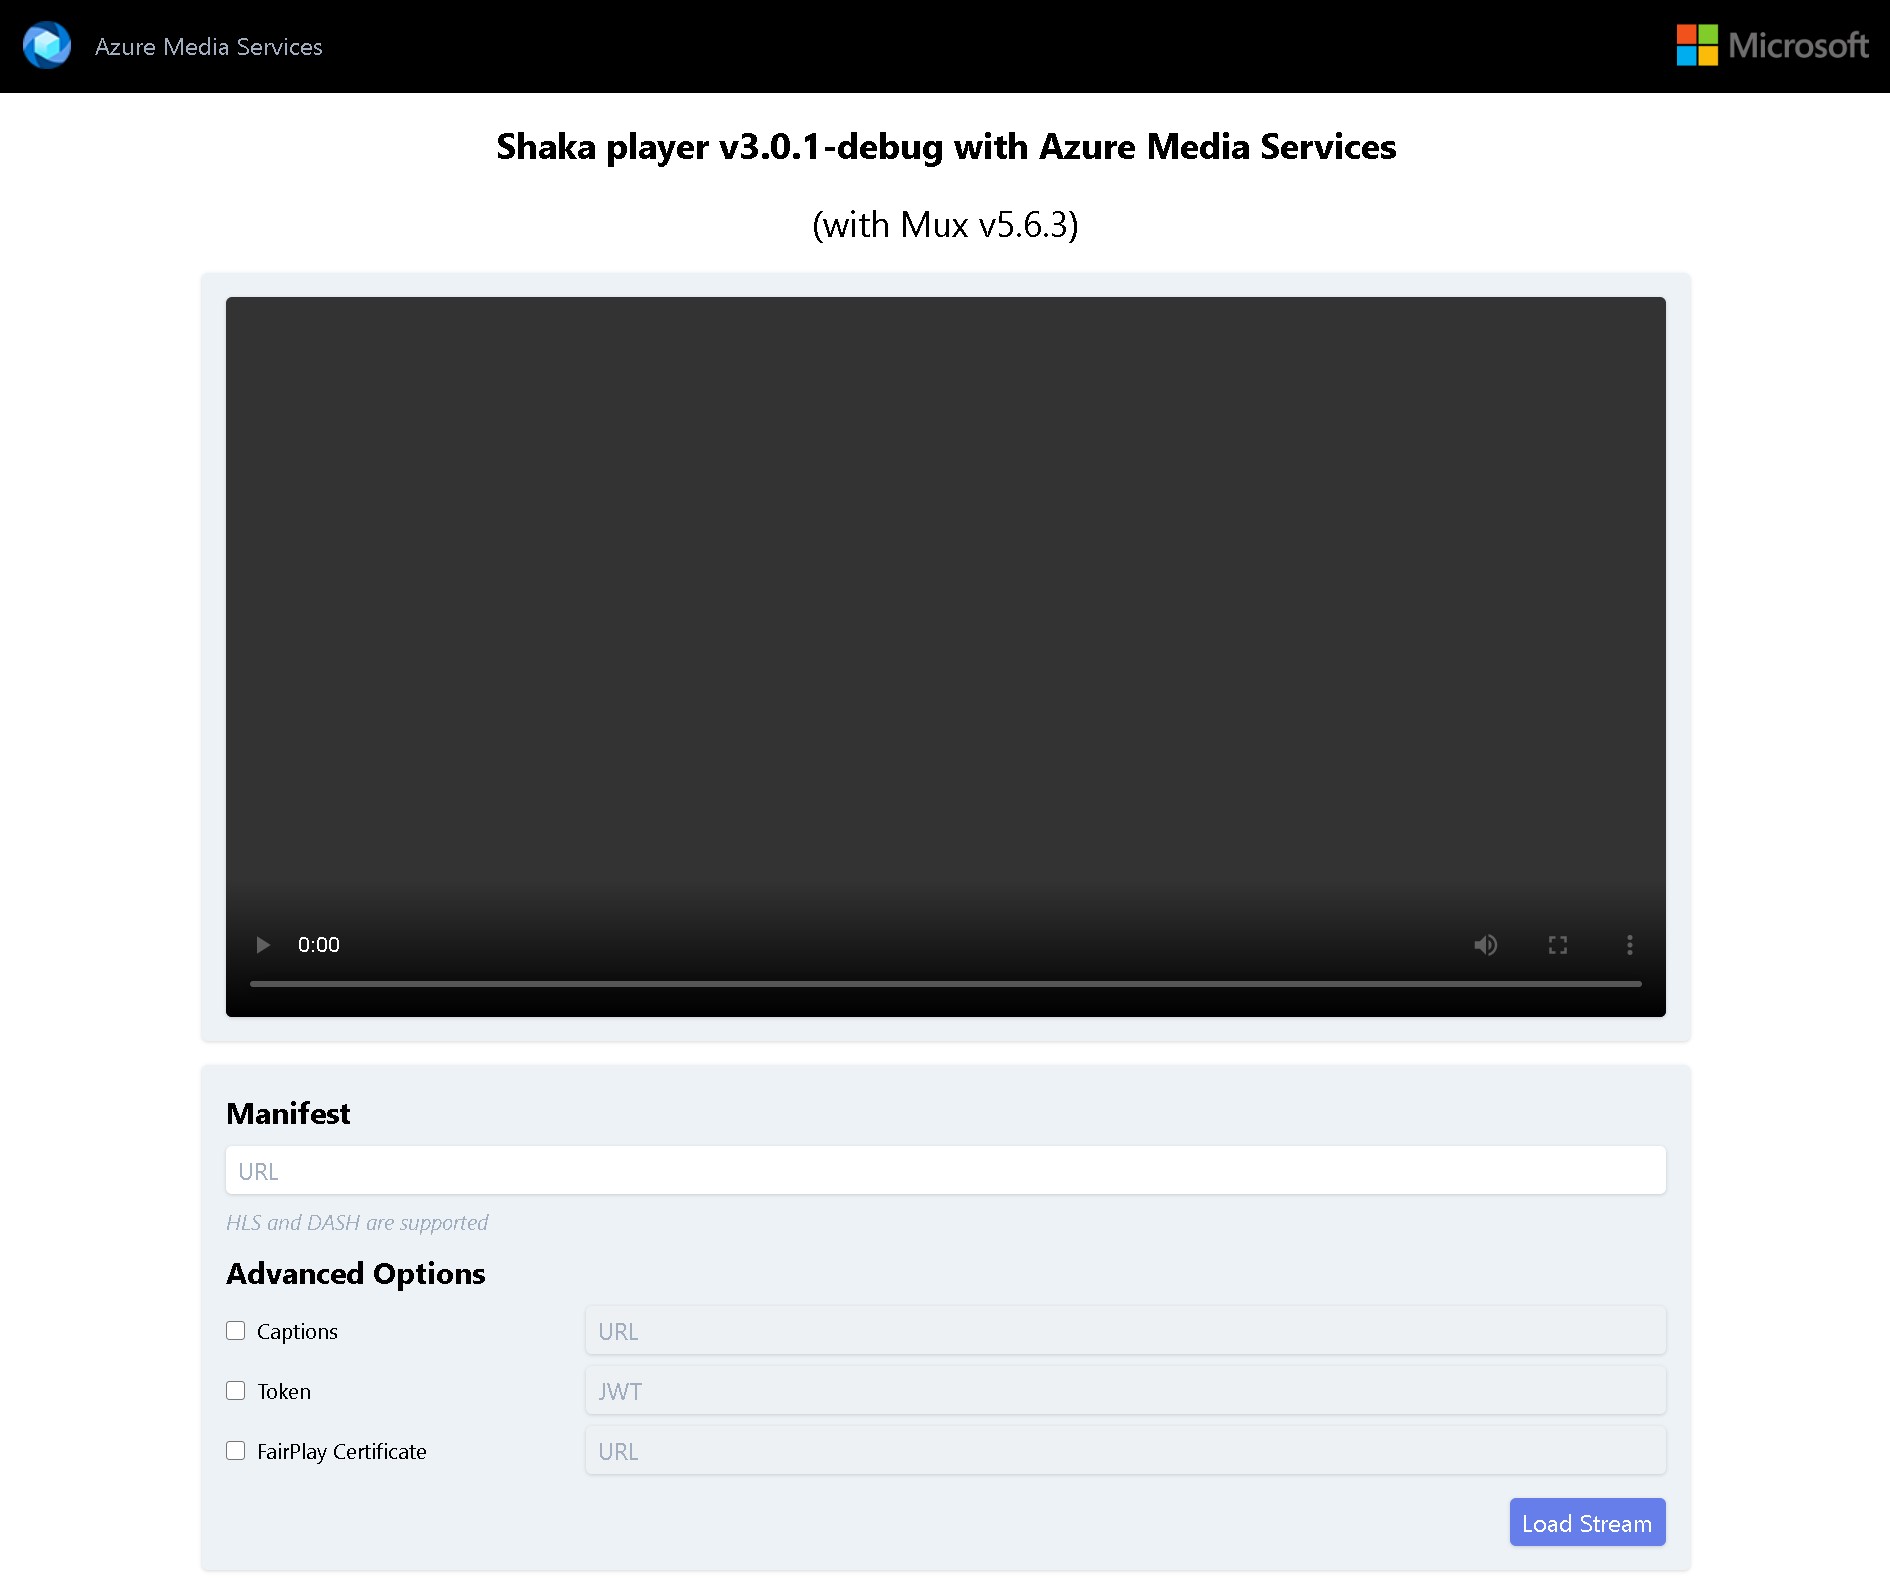 Azure Media Services
Microsoft
Shaka player v3.0.1-debug with Azure Media Services
(with Mux v5.6.3)
0:00
Manifest
URL
HLS and DASH are supported
Advanced Options
Captions URL
Token JWT
FairPlay Certificate URL
Load Stream